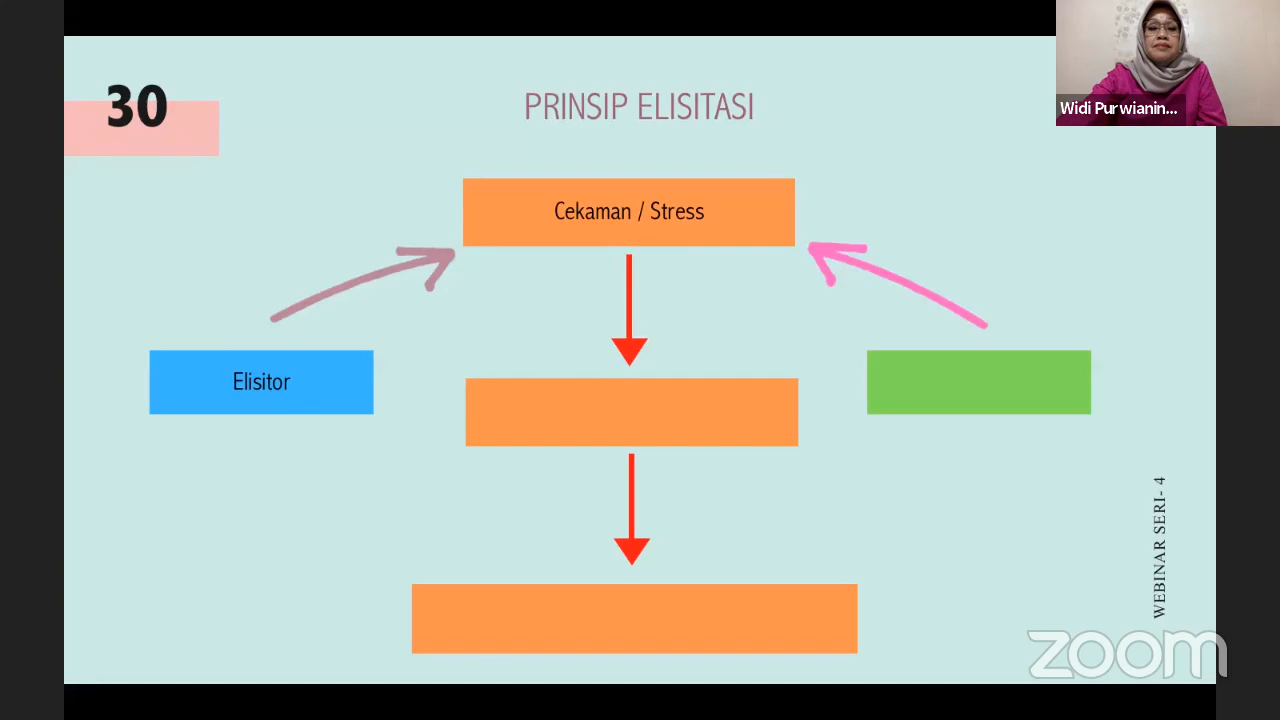 30
PRINSIP ELISITASI
Widi Purwianin...
Cekaman / Stress
Elisitor
WEBINAR SERI- 4
zoom